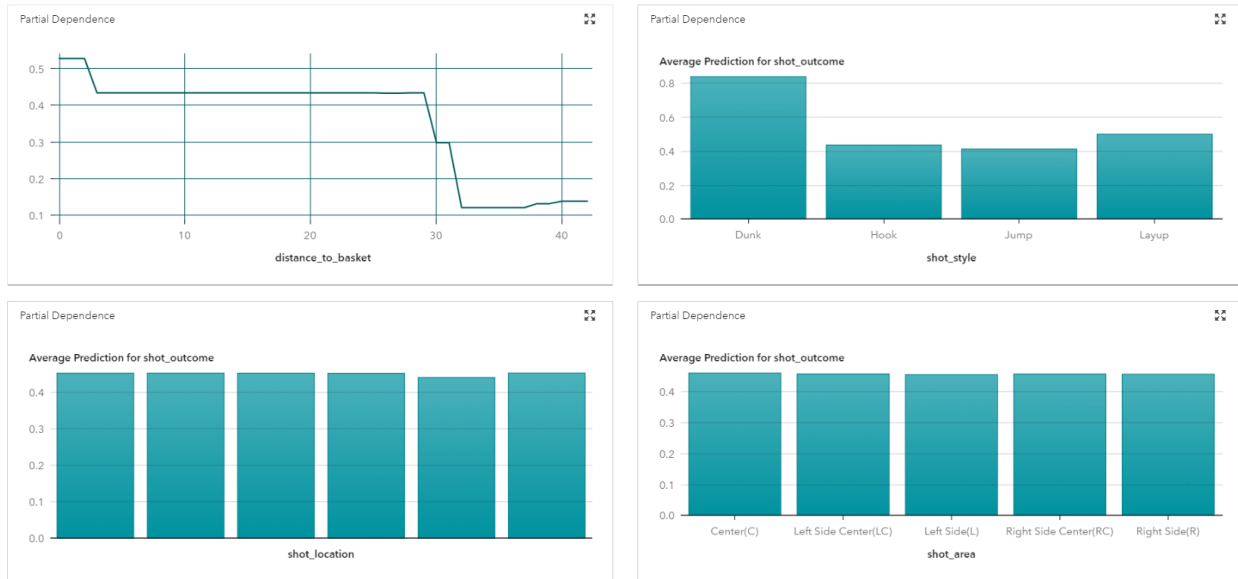 Partial Dependence
0.5
0.4
0.3
0.2
0.1
0 10 20 30 40
distance_to_basket
Partial Dependence
Average Prediction for shot_outcome
0.8
0.6
0.4
0.2
0.0
Dunk Hook Jump Layup
shot_style
Partial Dependence
Average Prediction for shot_outcome
0.4
0.3
0.2
0.1
0.0
shot_location
Partial Dependence
Average Prediction for shot_outcome
0.4
0.3
0.2
0.1
0.0
Center(C) Left Side Center(LC) Left Side(L) Right Side Center(RC) Right Side(R)
shot_area